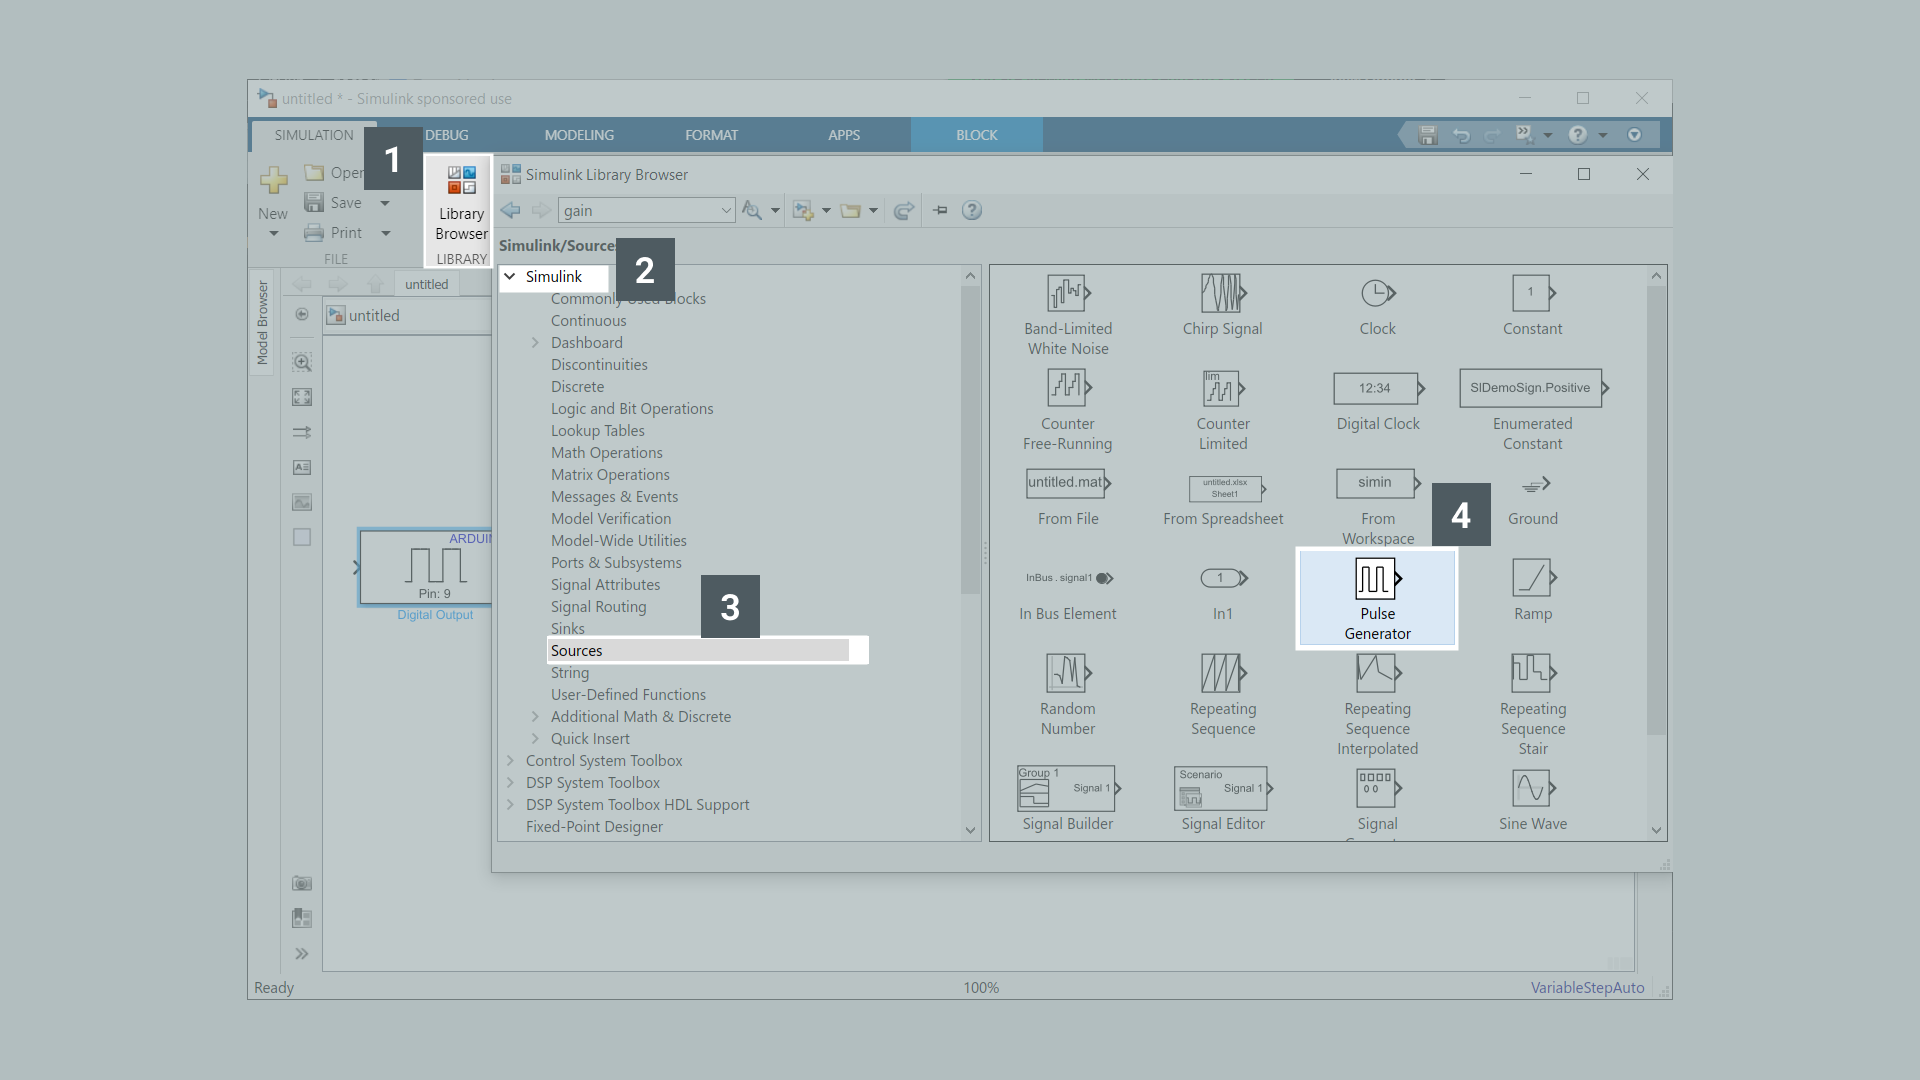 untitled * - Simulink sponsored use
SIMULATION
DEBUG
MODELING
FORMAT
APPS
BLOCK
1
New
Save
Print
FILE
Library
Browser
LIBRARY
Simulink Library Browser
gain
Simulink/Sources
2
Simulink
Commonly Used Blocks
Continuous
Dashboard
Discontinuities
Discrete
Logic and Bit Operations
Lookup Tables
Math Operations
Matrix Operations
Messages & Events
Model Verification
Model-Wide Utilities
Ports & Subsystems
Signal Attributes
Signal Routing
3
Sinks
Sources
String
User-Defined Functions
Additional Math & Discrete
Quick Insert
Control System Toolbox
DSP System Toolbox
DSP System Toolbox HDL Support
Fixed-Point Designer
Band-Limited
White Noise
Chirp Signal
Clock
1
Constant
Counter
Free-Running
lim
Counter
Limited
12:34
Digital Clock
SlDemoSign.Positive
Enumerated
Constant
untitled.mat
From File
untitled.xlsx
Sheet1
From Spreadsheet
simin
From
Workspace
4
Ground
InBus . signal1
In Bus Element
1
In1
Pulse
Generator
Ramp
Random
Number
Repeating
Sequence
Repeating
Sequence
Interpolated
Repeating
Sequence
Stair
Group 1
Signal 1
Signal Builder
Scenario
Signal 1
Signal Editor
Signal
Sine Wave
Model Browser
untitled
untitled
Pin: 9
Digital Output
Ready
100%
VariableStepAuto